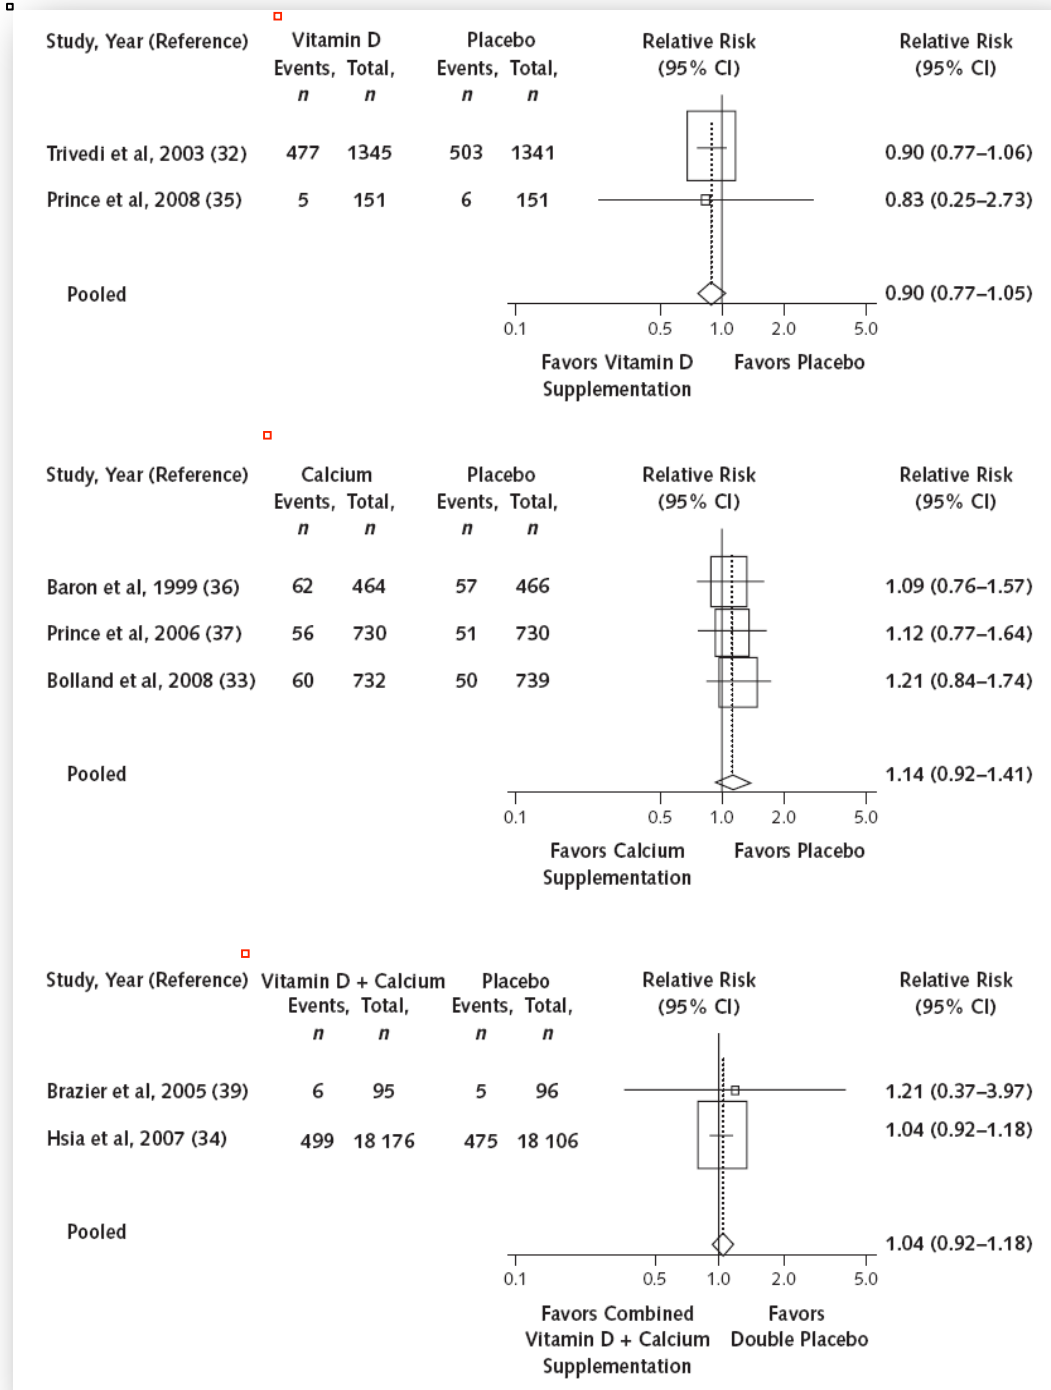 Study, Year (Reference) Vitamin D Placebo Relative Risk Relative Risk
Events, Total, Events, Total, (95% CI) (95% CI)
n n n n
Trivedi et al, 2003 (32) 477 1345 503 1341 0.90 (0.77–1.06)
Prince et al, 2008 (35) 5 151 6 151 0.83 (0.25–2.73)
Pooled 0.90 (0.77–1.05)
0.1 0.5 1.0 2.0 5.0
Favors Vitamin D Favors Placebo
Supplementation
Study, Year (Reference) Calcium Placebo Relative Risk Relative Risk
Events, Total, Events, Total, (95% CI) (95% CI)
n n n n
Baron et al, 1999 (36) 62 464 57 466 1.09 (0.76–1.57)
Prince et al, 2006 (37) 56 730 51 730 1.12 (0.77–1.64)
Bolland et al, 2008 (33) 60 732 50 739 1.21 (0.84–1.74)
Pooled 1.14 (0.92–1.41)
0.1 0.5 1.0 2.0 5.0
Favors Calcium Favors Placebo
Supplementation
Study, Year (Reference) Vitamin D + Calcium Placebo Relative Risk Relative Risk
Events, Total, Events, Total, (95% CI) (95% CI)
n n n n
Brazier et al, 2005 (39) 6 95 5 96 1.21 (0.37–3.97)
Hsia et al, 2007 (34) 499 18 176 475 18 106 1.04 (0.92–1.18)
Pooled 1.04 (0.92–1.18)
0.1 0.5 1.0 2.0 5.0
Favors Combined Favors
Vitamin D + Calcium Double Placebo
Supplementation